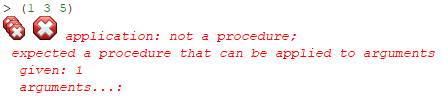 > (1 3 5)
application: not a procedure;
expected a procedure that can be applied to arguments
given: 1
arguments...: